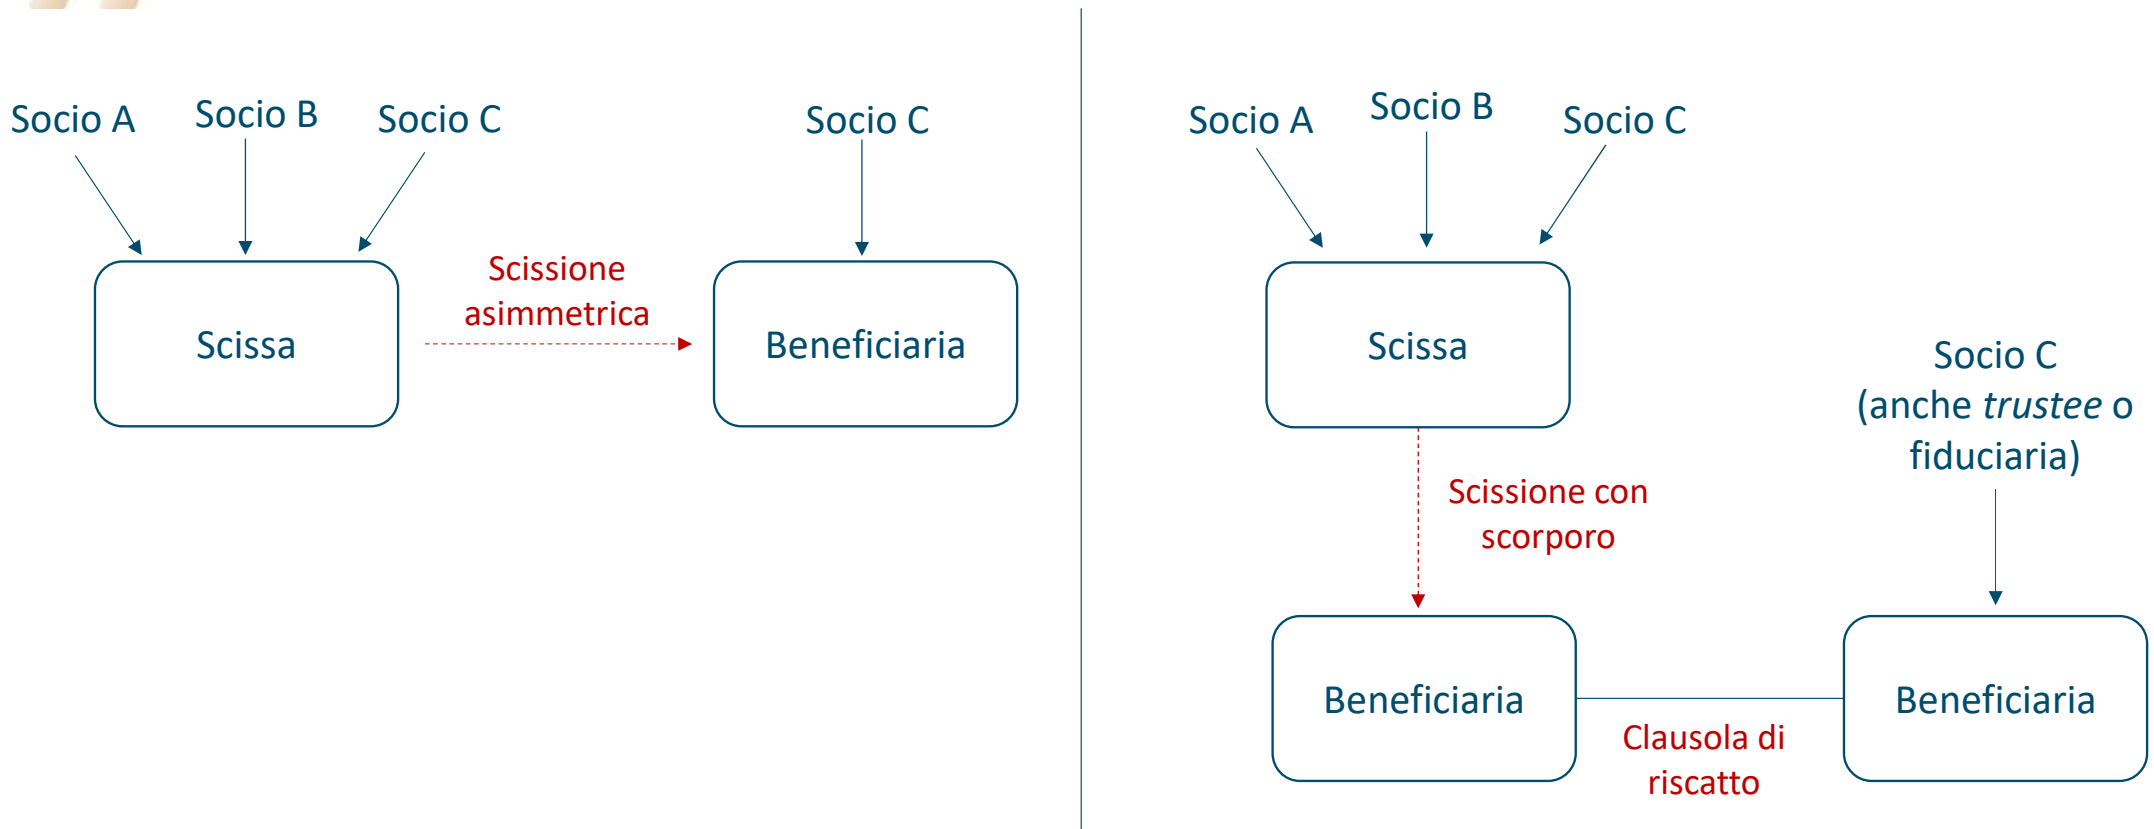 Socio A
Socio B
Socio C
Socio C
Scissione
asimmetrica
Scissa
Beneficiaria
Socio A
Socio B
Socio C
Scissa
Socio C
(anche trustee o
fiduciaria)
Scissione con
scorporo
Beneficiaria
Beneficiaria
Clausola di
riscatto